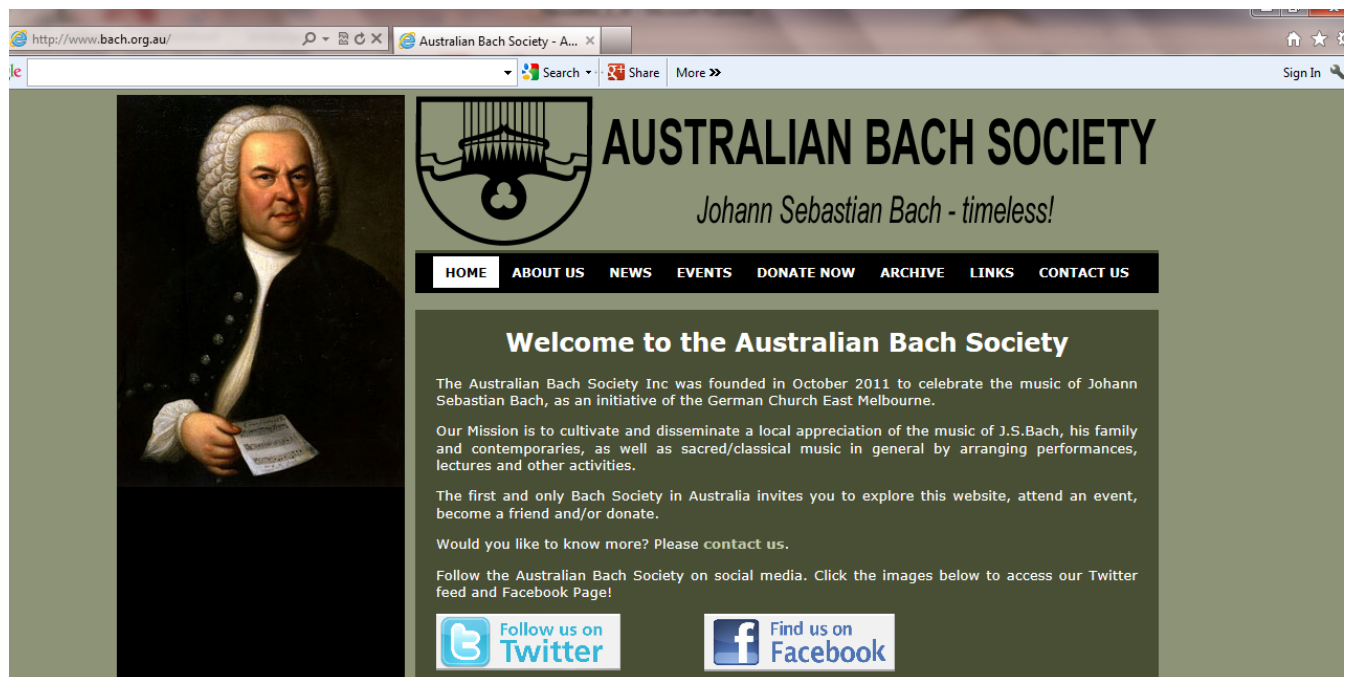 http://www.bach.org.au/
Australian Bach Society - A...
Search
Share
More »
Sign In
AUSTRALIAN BACH SOCIETY
Johann Sebastian Bach - timeless!
HOME ABOUT US NEWS EVENTS DONATE NOW ARCHIVE LINKS CONTACT US
Welcome to the Australian Bach Society
The Australian Bach Society Inc was founded in October 2011 to celebrate the music of Johann
Sebastian Bach, as an initiative of the German Church East Melbourne.
Our Mission is to cultivate and disseminate a local appreciation of the music of J.S.Bach, his family
and contemporaries, as well as sacred/classical music in general by arranging performances,
lectures and other activities.
The first and only Bach Society in Australia invites you to explore this website, attend an event,
become a friend and/or donate.
Would you like to know more? Please contact us.
Follow the Australian Bach Society on social media. Click the images below to access our Twitter
feed and Facebook Page!
Follow us on
Twitter
Find us on
Facebook